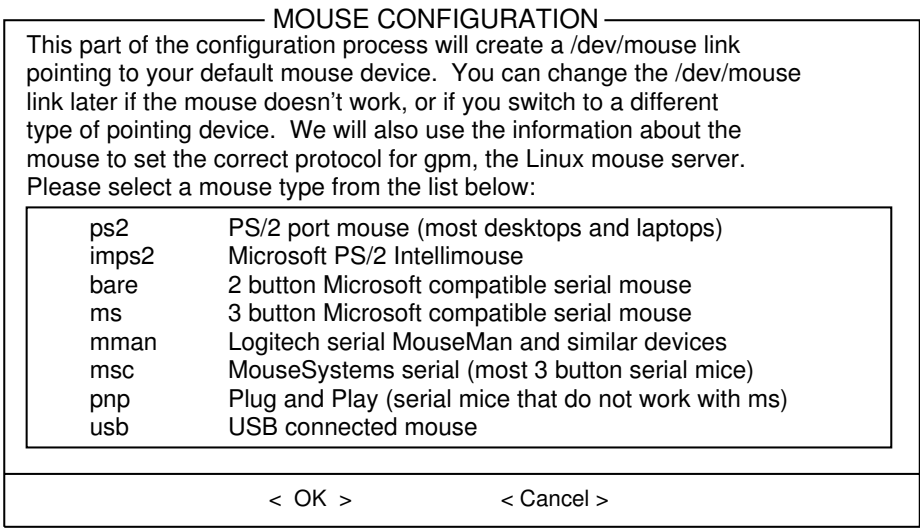 MOUSE CONFIGURATION
This part of the configuration process will create a /dev/mouse link
pointing to your default mouse device. You can change the /dev/mouse
link later if the mouse doesn't work, or if you switch to a different
type of pointing device. We will also use the information about the
mouse to set the correct protocol for gpm, the Linux mouse server.
Please select a mouse type from the list below:
ps2 PS/2 port mouse (most desktops and laptops)
imps2 Microsoft PS/2 Intellimouse
bare 2 button Microsoft compatible serial mouse
ms 3 button Microsoft compatible serial mouse
mman Logitech serial MouseMan and similar devices
msc MouseSystems serial (most 3 button serial mice)
pnp Plug and Play (serial mice that do not work with ms)
usb USB connected mouse
< OK > < Cancel >